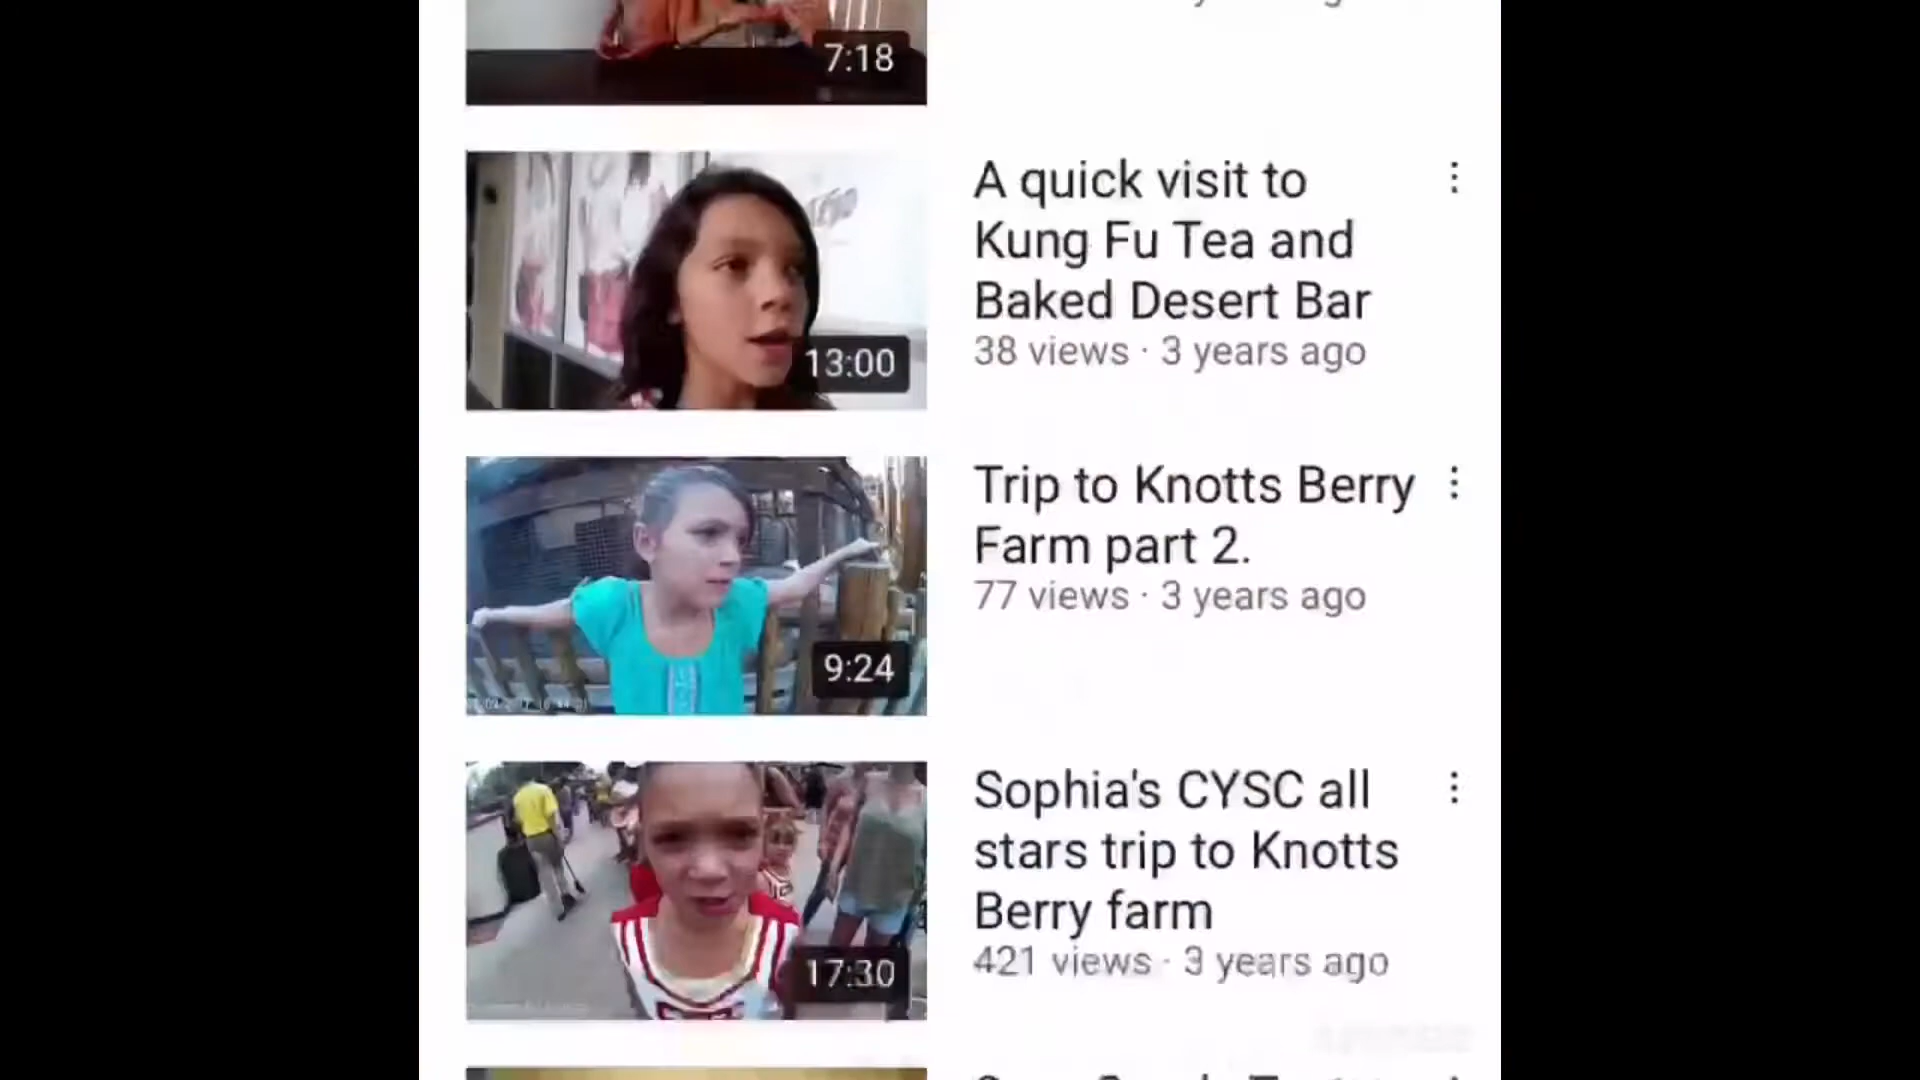 7:18
A quick visit to
Kung Fu Tea and
Baked Desert Bar
38 views · 3 years ago
13:00
Trip to Knotts Berry
Farm part 2.
77 views · 3 years ago
9:24
Sophia's CYSC all
stars trip to Knotts
Berry farm
421 views · 3 years ago
17:30